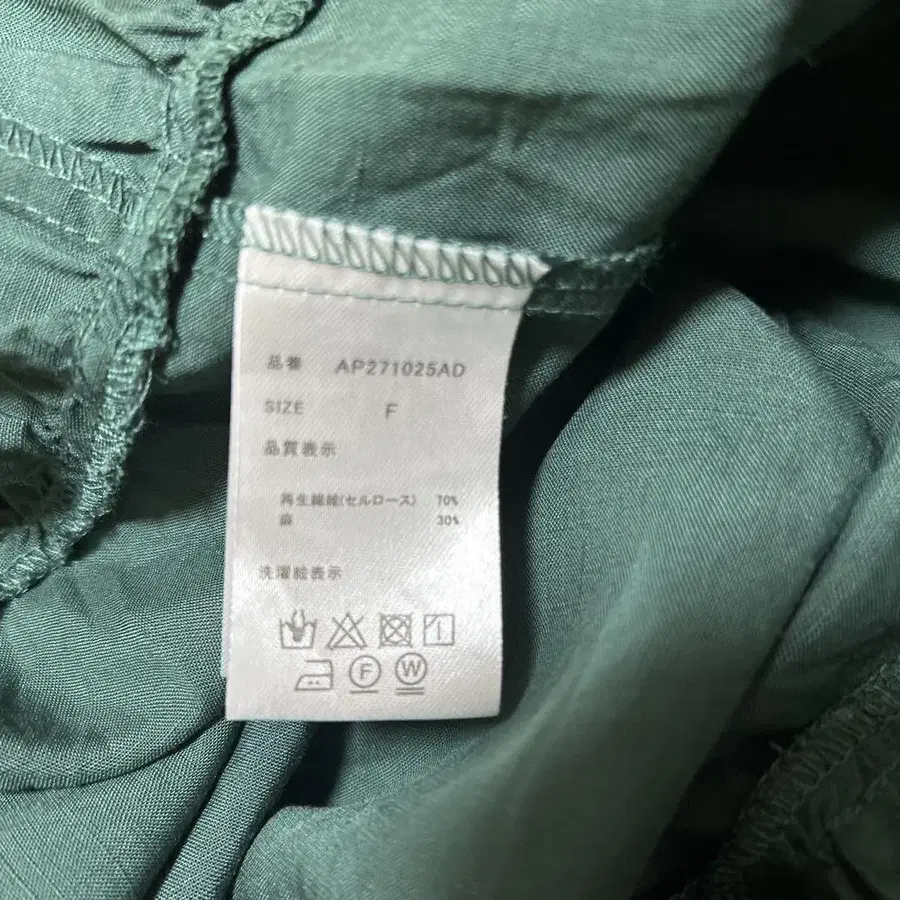 品番 AP271025AD
SIZE F
品質表示
再生繊維(セルロース) 70%
麻 30%
洗濯絵表示
F W